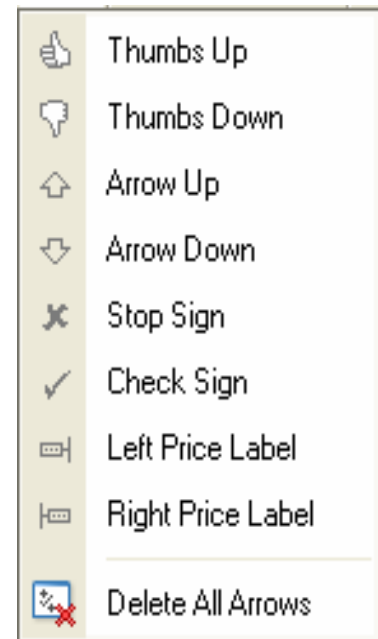 Thumbs Up
Thumbs Down
Arrow Up
Arrow Down
Stop Sign
Check Sign
Left Price Label
Right Price Label
Delete All Arrows